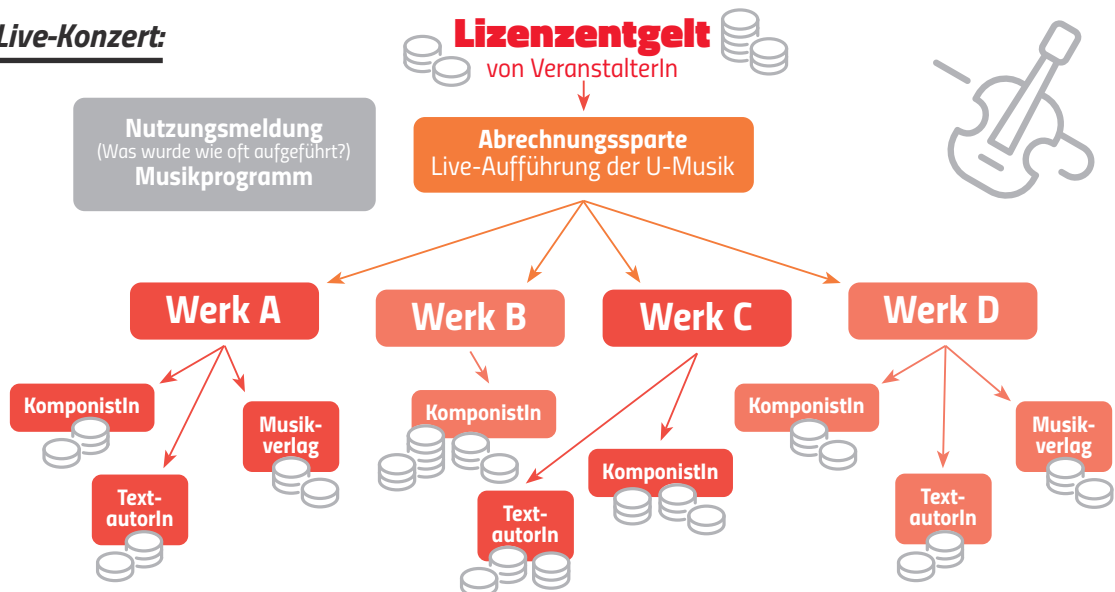 Live-Konzert:
Lizenzentgelt
von VeranstalterIn
Nutzungsmeldung
(Was wurde wie oft aufgeführt?)
Musikprogramm
Abrechnungssparte
Live-Aufführung der U-Musik
Werk A
Werk B
Werk C
Werk D
KomponistIn
Musik-
verlag
Text-
autorIn
KomponistIn
Text-
autorIn
KomponistIn
KomponistIn
Text-
autorIn
Musik-
verlag